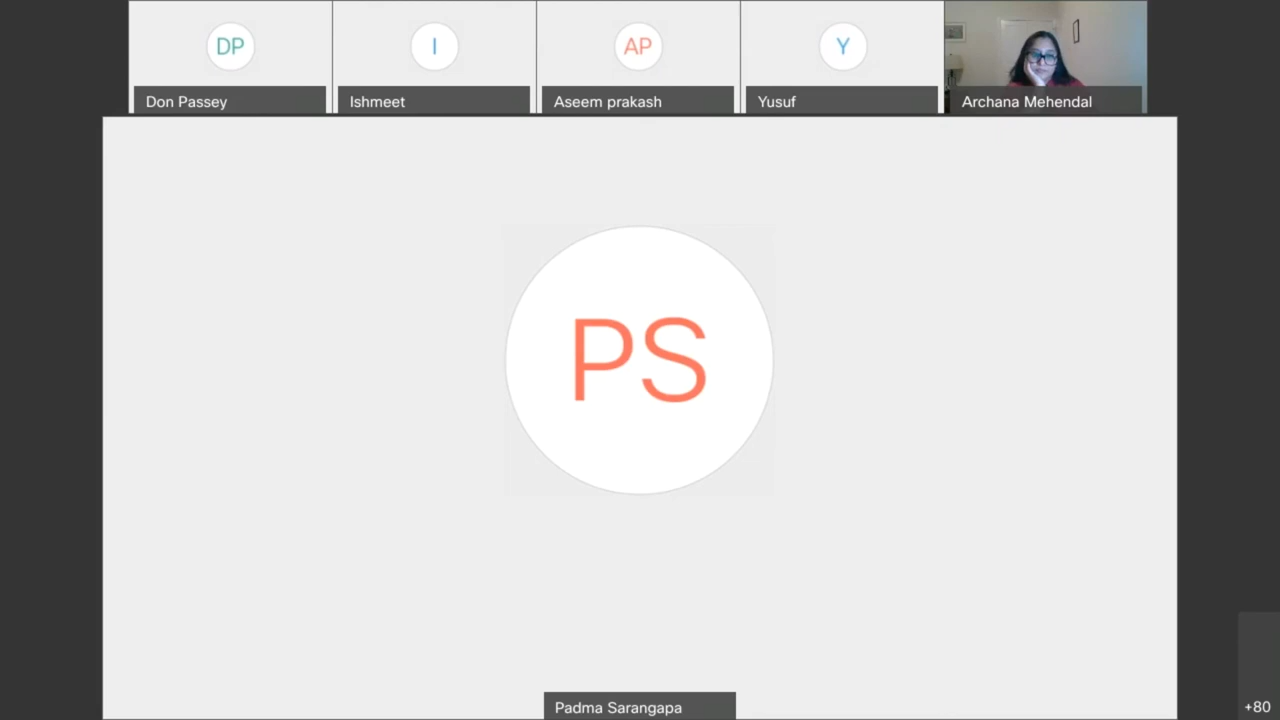 DP
I
AP
Y
Don Passey
Ishmeet
Aseem prakash
Yusuf
Archana Mehendal
PS
Padma Sarangapa
+80